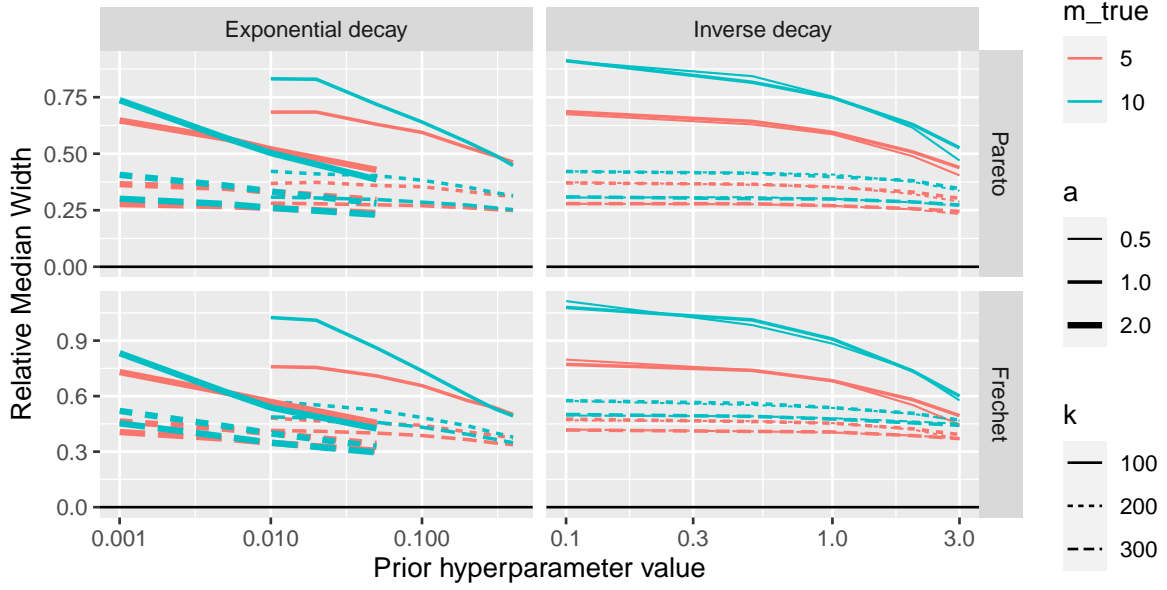 Exponential decay
Inverse decay
Relative Median Width
0.75
0.50
0.25
0.00
Pareto
0.9
0.6
0.3
0.0
Frechet
0.001
0.010
0.100
0.1
0.3
1.0
3.0
Prior hyperparameter value
m_true
5
10
a
0.5
1.0
2.0
k
100
200
300